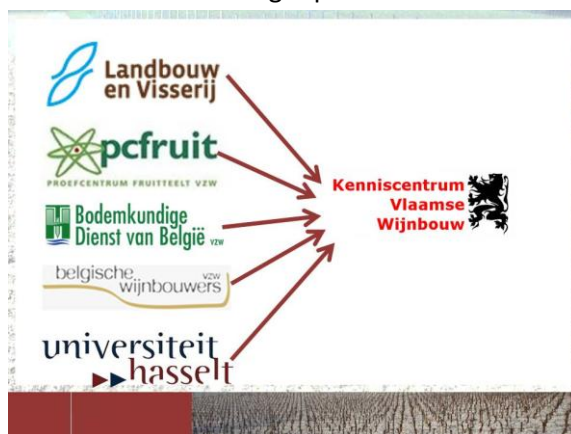 Landbouw
en Visserij
pcfruit
PROEFCENTRUM FRUITTEELT VZW
Bodemkundige
Dienst van België vzw
belgische vzw
wijnbouwers
universiteit
hasselt
Kenniscentrum
Vlaamse
Wijnbouw